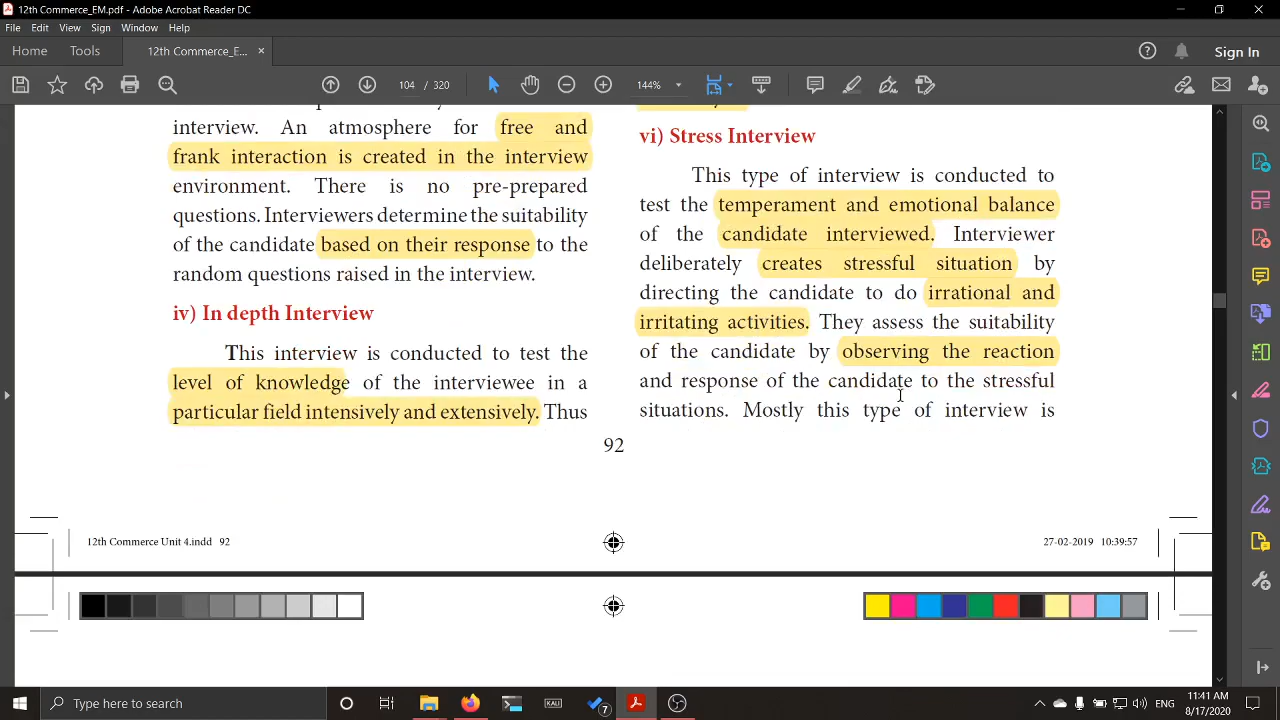 12th Commerce_EM.pdf - Adobe Acrobat Reader DC
File Edit View Sign Window Help
Home Tools 12th Commerce_E... × Sign In
104 / 320 144%
interview. An atmosphere for free and
frank interaction is created in the interview
environment. There is no pre-prepared
questions. Interviewers determine the suitability
of the candidate based on their response to the
random questions raised in the interview.
iv) In depth Interview
This interview is conducted to test the
level of knowledge of the interviewee in a
particular field intensively and extensively. Thus
vi) Stress Interview
This type of interview is conducted to
test the temperament and emotional balance
of the candidate interviewed. Interviewer
deliberately creates stressful situation by
directing the candidate to do irrational and
irritating activities. They assess the suitability
of the candidate by observing the reaction
and response of the candidate to the stressful
situations. Mostly this type of interview is
92
12th Commerce Unit 4.indd 92 27-02-2019 10:39:57
Type here to search KALI 7 ENG 11:41 AM
8/17/2020